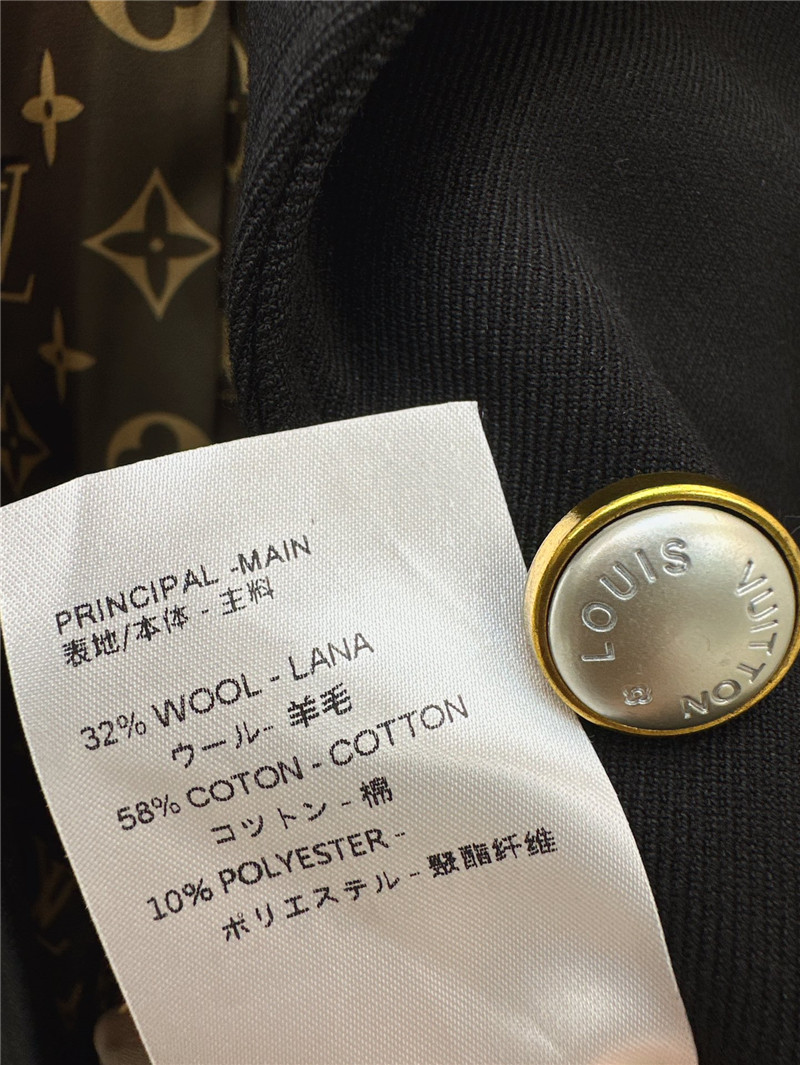 PRINCIPAL -MAIN
表地/本体 - 主料
32% WOOL - LANA
ウール- 羊毛
58% COTON - COTTON
コットン - 棉
10% POLYESTER -
ポリエステル - 聚酯纤维
LOUIS VUITTON